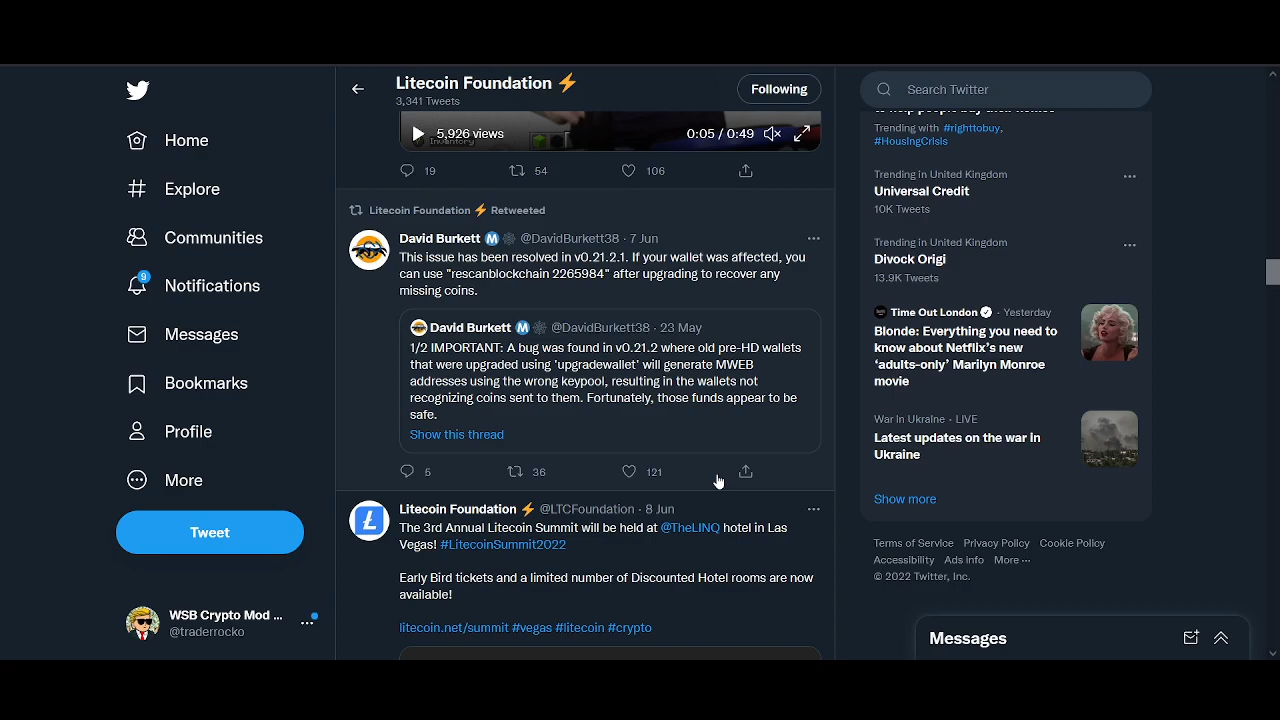 Home
Explore
Communities
9
Notifications
Messages
Bookmarks
Profile
More
Tweet
WSB Crypto Mod ...
@traderrocko
Litecoin Foundation ⚡
3,341 Tweets
Following
5,926 views
Inventory
0:05 / 0:49
19 54 106
Litecoin Foundation ⚡ Retweeted
David Burkett Ⓜ️ ⚛ @DavidBurkett38 · 7 Jun
This issue has been resolved in v0.21.2.1. If your wallet was affected, you
can use "rescanblockchain 2265984" after upgrading to recover any
missing coins.
David Burkett Ⓜ️ ⚛ @DavidBurkett38 · 23 May
1/2 IMPORTANT: A bug was found in v0.21.2 where old pre-HD wallets
that were upgraded using 'upgradewallet' will generate MWEB
addresses using the wrong keypool, resulting in the wallets not
recognizing coins sent to them. Fortunately, those funds appear to be
safe.
Show this thread
5 36 121
Litecoin Foundation ⚡ @LTCFoundation · 8 Jun
The 3rd Annual Litecoin Summit will be held at @TheLINQ hotel in Las
Vegas! #LitecoinSummit2022
Early Bird tickets and a limited number of Discounted Hotel rooms are now
available!
litecoin.net/summit #vegas #litecoin #crypto
Search Twitter
to help people buy their homes
Trending with #righttobuy,
#HousingCrisis
Trending in United Kingdom
Universal Credit
10K Tweets
Trending in United Kingdom
Divock Origi
13.9K Tweets
Time Out London · Yesterday
Blonde: Everything you need to
know about Netflix's new
'adults-only' Marilyn Monroe
movie
War in Ukraine · LIVE
Latest updates on the war in
Ukraine
Show more
Terms of Service Privacy Policy Cookie Policy
Accessibility Ads info More ...
© 2022 Twitter, Inc.
Messages